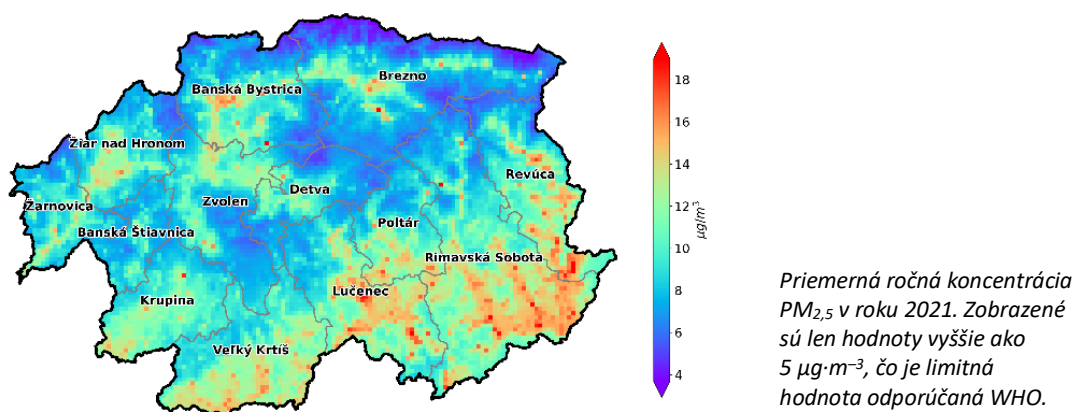 Brezno
Banská Bystrica
Žiar nad Hronom
Revúca
Detva
Zvolen
Žarnovica
Poltár
Banská Štiavnica
Rimavská Sobota
Lučenec
Krupina
Veľký Krtíš
18
16
14
12
10
8
6
4
µg/m³
Priemerná ročná koncentrácia
PM2,5 v roku 2021. Zobrazené
sú len hodnoty vyššie ako
5 µg·m⁻³, čo je limitná
hodnota odporúčaná WHO.